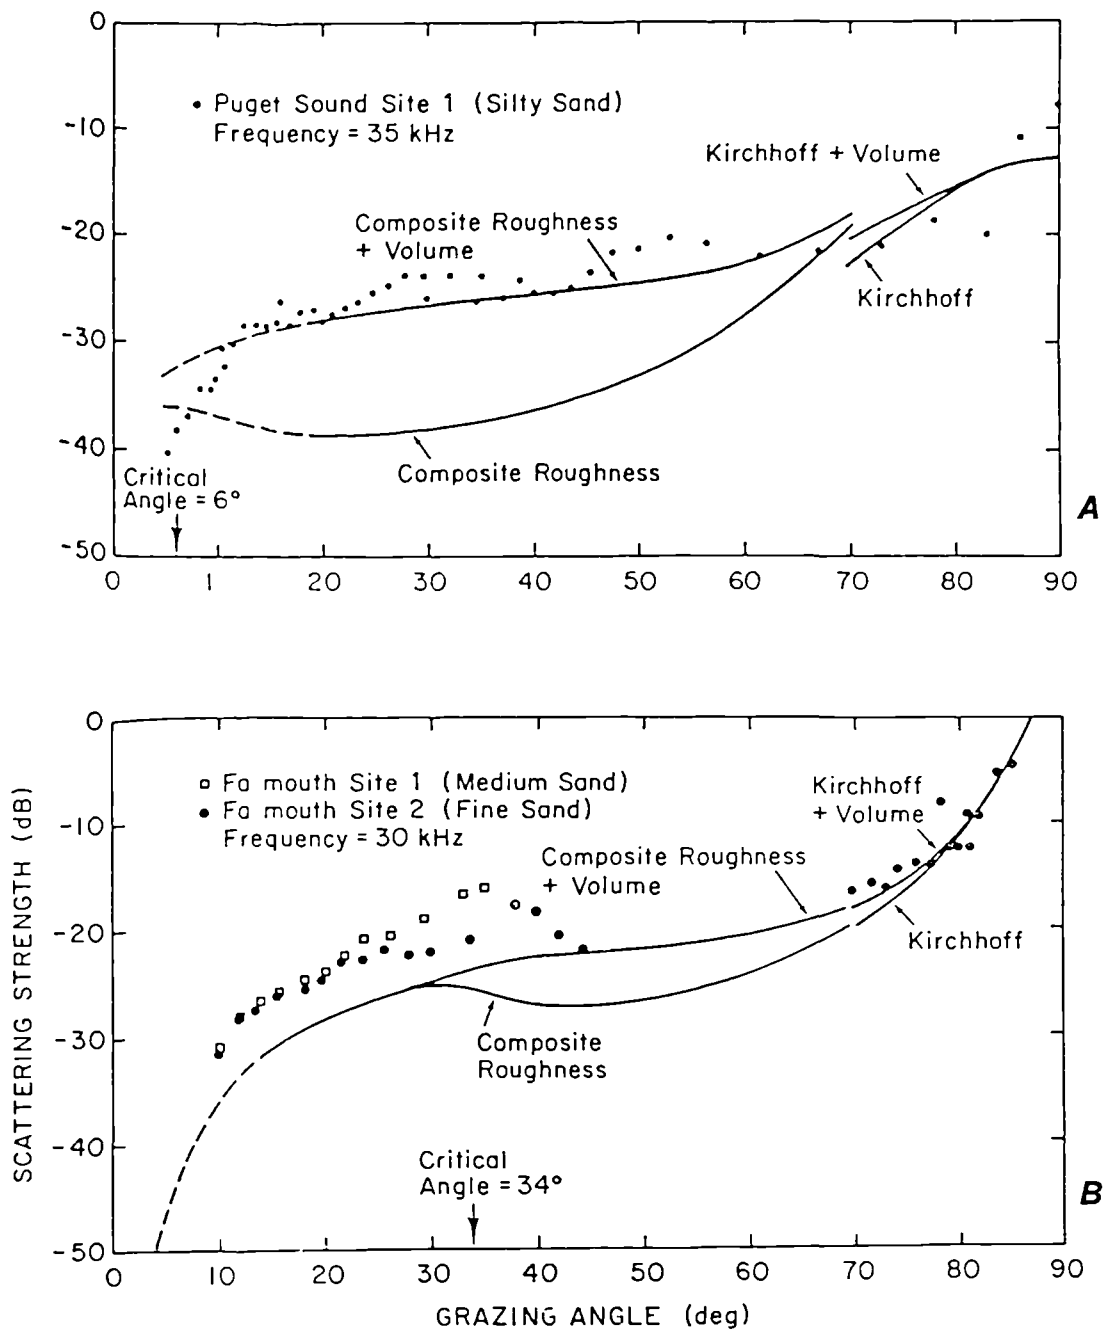 0
-10
-20
-30
-40
-50
• Puget Sound Site 1 (Silty Sand)
Frequency = 35 kHz
Kirchhoff + Volume
Composite Roughness
+ Volume
Kirchhoff
Composite Roughness
Critical
Angle = 6°
A
0 1 20 30 40 50 60 70 80 90
0
-10
-20
-30
-40
-50
SCATTERING STRENGTH (dB)
□ Fa mouth Site 1 (Medium Sand)
• Fa mouth Site 2 (Fine Sand)
Frequency = 30 kHz
Kirchhoff
+ Volume
Composite Roughness
+ Volume
Kirchhoff
Composite
Roughness
Critical
Angle = 34°
B
0 10 20 30 40 50 60 70 80 90
GRAZING ANGLE (deg)